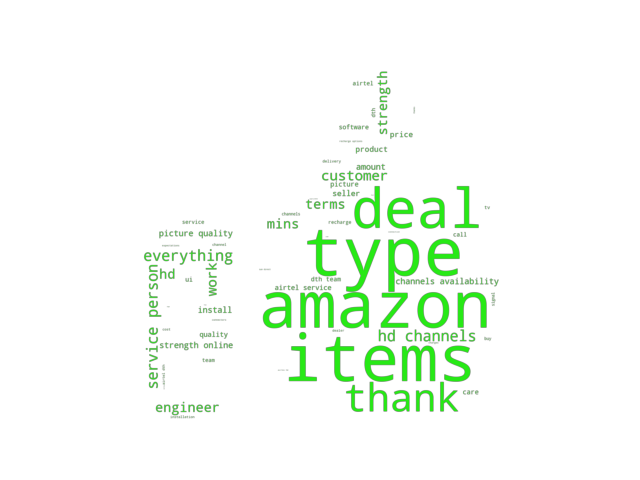 airtel
strength
dth
software
price
product
delivery
amount
customer
picture
seller
terms
deal
channels
tv
service
mins
recharge
call
picture quality
type
channel
everything
hd
work
ui
dth team
channels availability
airtel service
amazon
signal
install
service person
quality
hd channels
buy
strength online
items
team
thank
care
engineer
installation